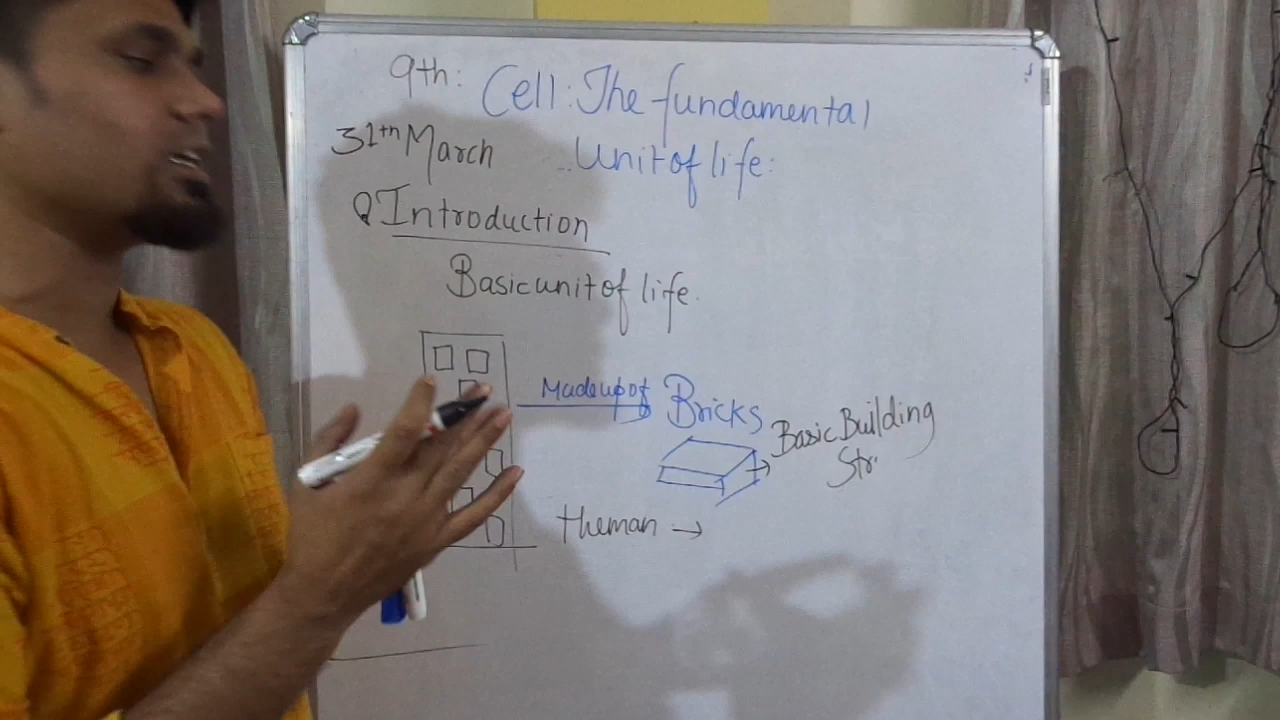 9th: Cell: The fundamental
Unit of life:
31th March
Introduction
Basic unit of life.
Made up of
Bricks
Basic Building
Str.
Human →